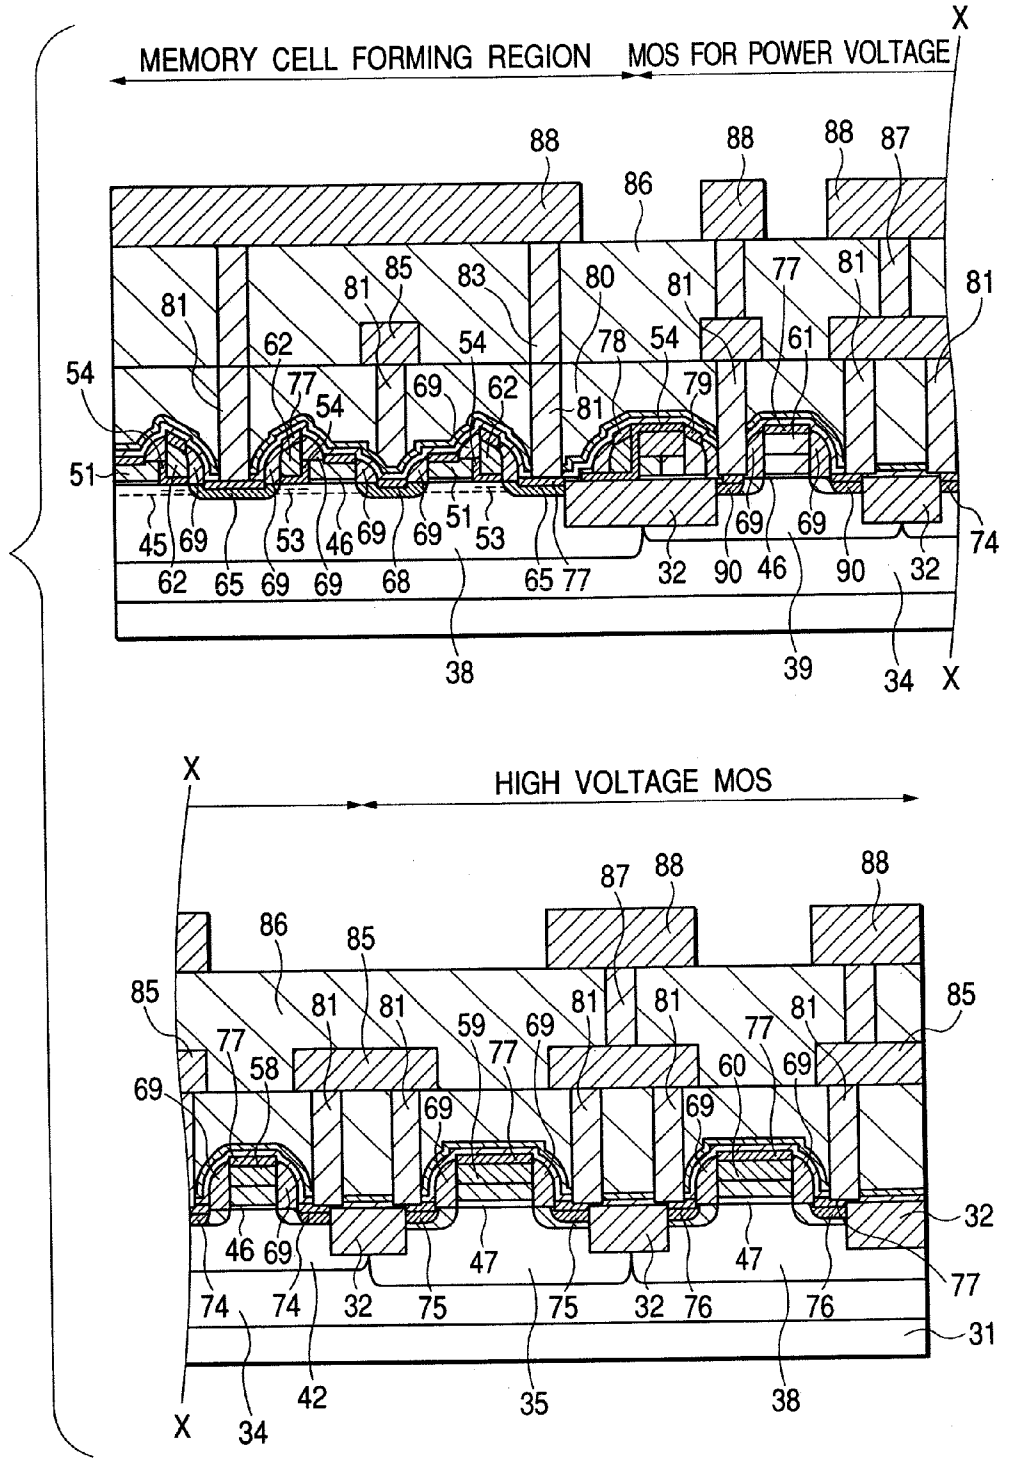 X
MEMORY CELL FORMING REGION MOS FOR POWER VOLTAGE
88 88 88 87
86
81 62 77 54 81 85 83 54 80 78 81 54 77 81 81
54 69 62 81 79 61
51
45 69 53 46 69 69 51 53 32 69 69 32 74
62 65 69 69 68 65 77 90 46 90
38 39 34
X
X
HIGH VOLTAGE MOS
87 88 88
86 85
85 77 58 81 81 59 77 69 81 81 60 77 69 81 85
69 69 69
46 69 47 47 32
74 74 32 75 75 32 76 76 77
31
34 42 35 38
X